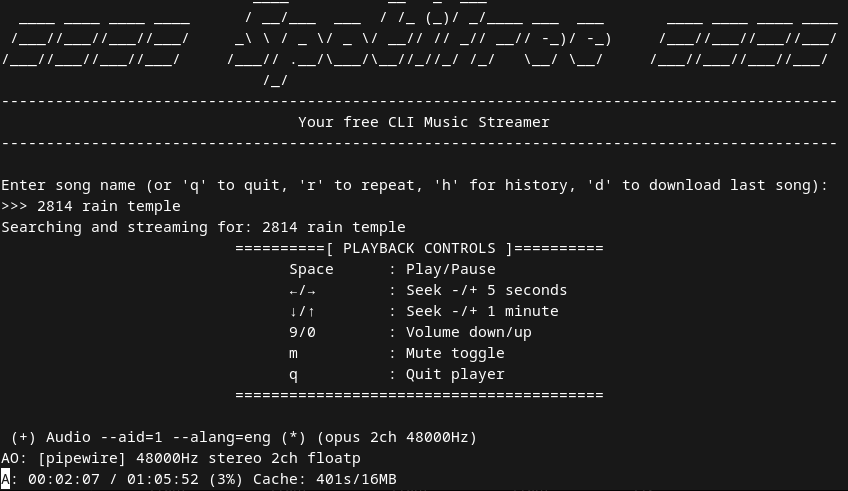 Your free CLI Music Streamer
Enter song name (or 'q' to quit, 'r' to repeat, 'h' for history, 'd' to download last song):
>>> 2814 rain temple
Searching and streaming for: 2814 rain temple
==========[ PLAYBACK CONTROLS ]==========
Space : Play/Pause
←/→ : Seek -/+ 5 seconds
↓/↑ : Seek -/+ 1 minute
9/0 : Volume down/up
m : Mute toggle
q : Quit player
=========================================
(+) Audio --aid=1 --alang=eng (*) (opus 2ch 48000Hz)
AO: [pipewire] 48000Hz stereo 2ch floatp
A: 00:02:07 / 01:05:52 (3%) Cache: 401s/16MB